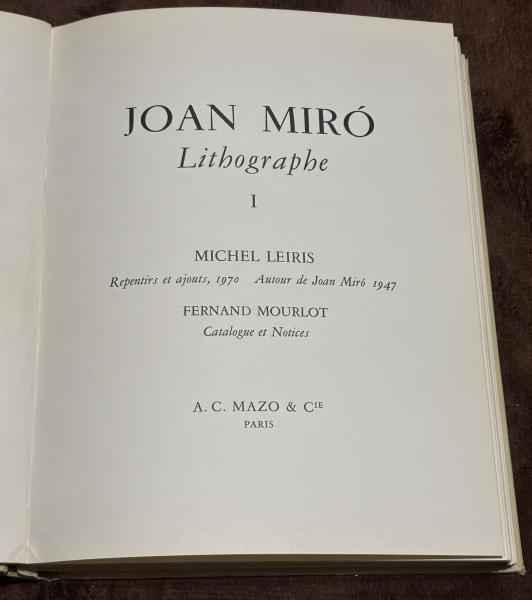 JOAN MIRÓ
Lithographe
I
MICHEL LEIRIS
Repentirs et ajouts, 1970 Autour de Joan Miró 1947
FERNAND MOURLOT
Catalogue et Notices
A. C. MAZO & CIE
PARIS